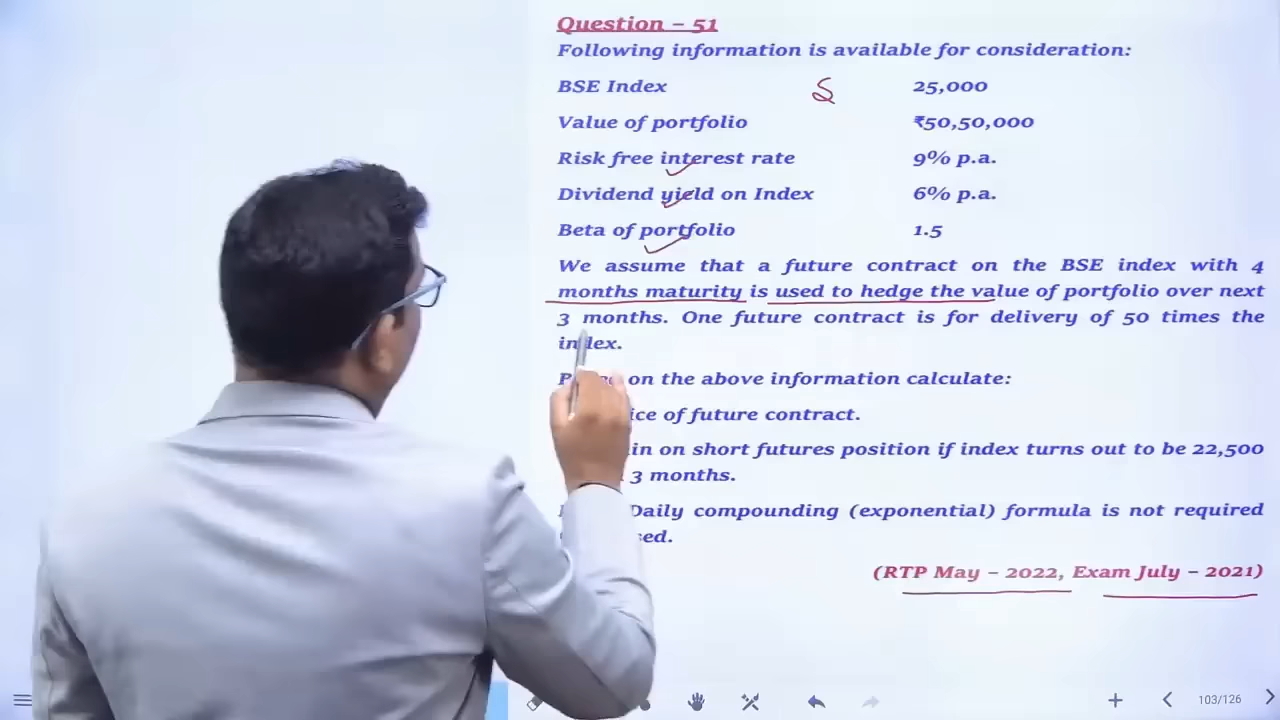 Question – 51
Following information is available for consideration:
BSE Index S 25,000
Value of portfolio ₹50,50,000
Risk free interest rate 9% p.a.
Dividend yield on Index 6% p.a.
Beta of portfolio 1.5
We assume that a future contract on the BSE index with 4
months maturity is used to hedge the value of portfolio over next
3 months. One future contract is for delivery of 50 times the
index.
on the above information calculate:
of future contract.
on short futures position if index turns out to be 22,500
3 months.
Daily compounding (exponential) formula is not required
(RTP May – 2022, Exam July – 2021)
103/126